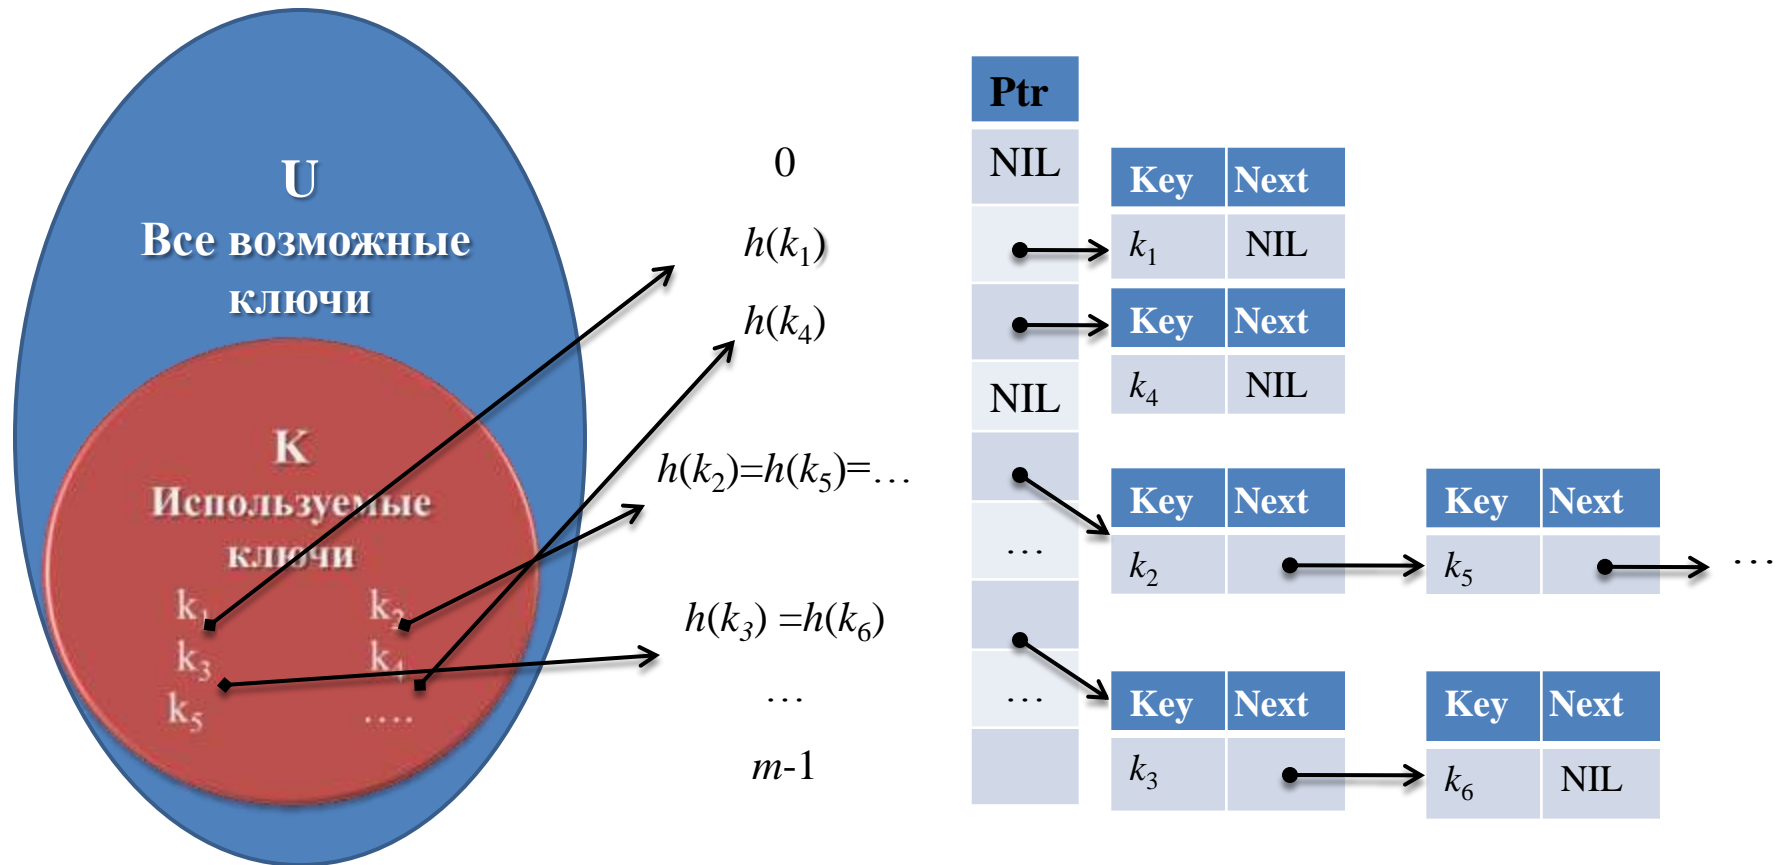 U
Все возможные
ключи
K
Используемые
ключи
k₁ k₂
k₃ k₄
k₅ ....
0
h(k₁)
h(k₄)
h(k₂)=h(k₅)=…
h(k₃) =h(k₆)
…
m-1
Ptr
NIL
NIL
…
…
Key Next
k₁ NIL
Key Next
k₄ NIL
Key Next
k₂
Key Next
k₅
…
Key Next
k₃
Key Next
k₆ NIL